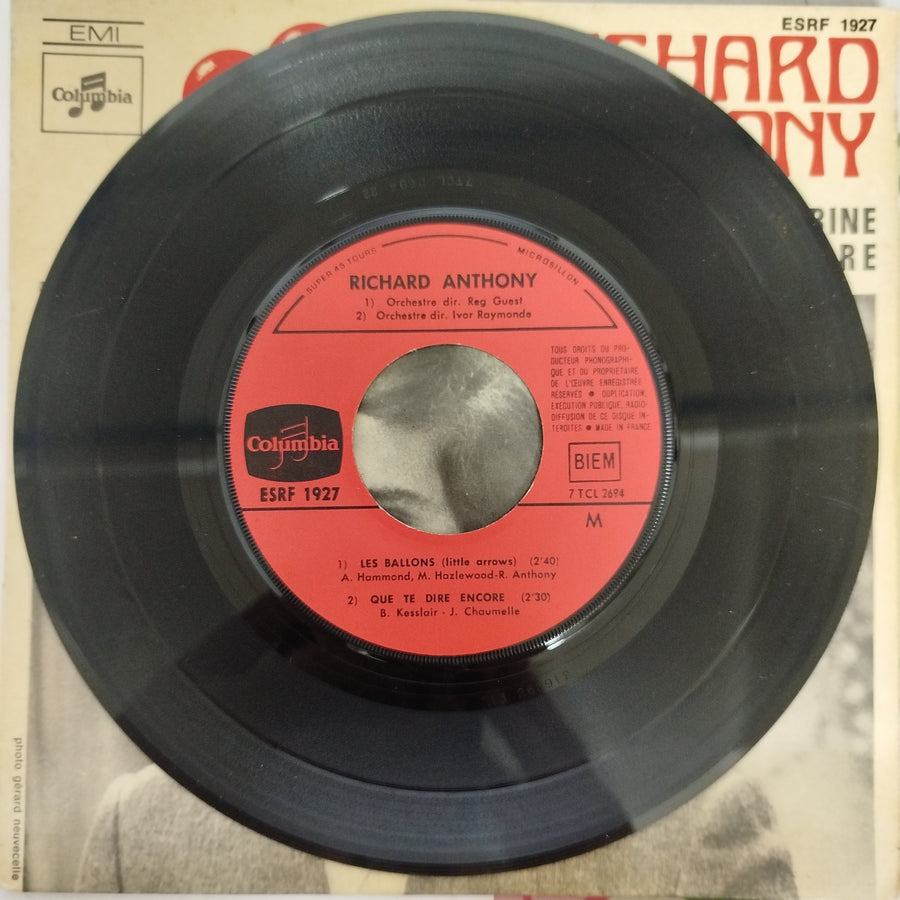 EMI
Columbia
ESRF 1927
CHARD
ONY
RINE
RE
SUPER 45 TOURS
MICROSILLON
RICHARD ANTHONY
1) Orchestre dir. Reg Guest
2) Orchestre dir. Ivor Raymonde
TOUS DROITS DU PRO-
DUCTEUR PHONOGRAPHI-
QUE ET DU PROPRIETAIRE
DE L'ŒUVRE ENREGISTREE
RÉSERVES ● DUPLICATION,
EXECUTION PUBLIQUE, RADIO-
DIFFUSION DE CE DISQUE IN-
TERDITES ● MADE IN FRANCE
Columbia
ESRF 1927
BIEM
7 TCL 2694
M
1) LES BALLONS (little arrows) (2'40)
A. Hammond, M. Hazlewood-R. Anthony
2) QUE TE DIRE ENCORE (2'30)
B. Kesslair - J. Chaumelle
photo gérard neuvecelle